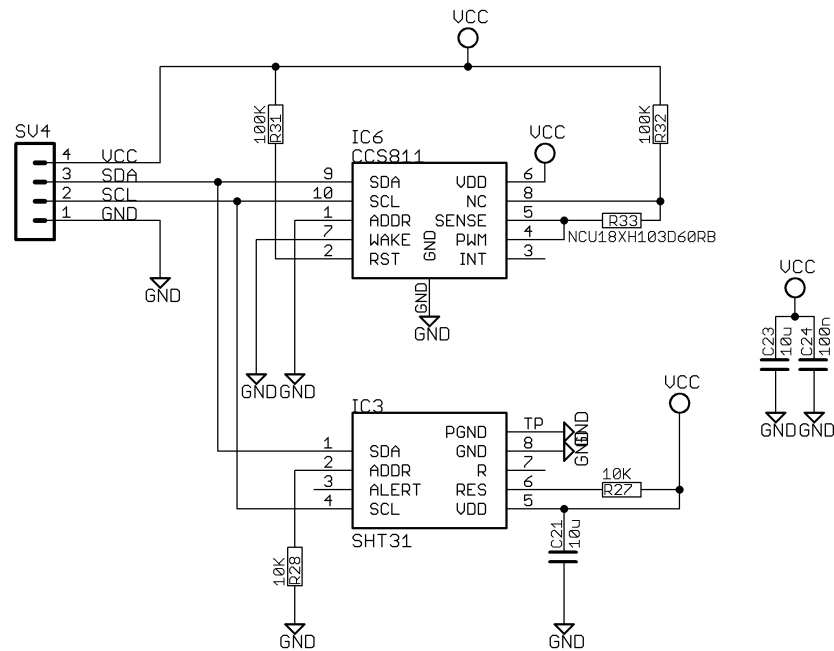 VCC
SV4
100K
R31
100K
R32
IC6
CCS811
VCC
4 VCC
3 SDA
2 SCL
1 GND
9 SDA
10 SCL
1 ADDR
7 WAKE
2 RST
VDD 6
NC 8
SENSE 5
PWM 4
INT 3
GND
R33
NCU18XH103D60RB
GND
GND
GND
VCC
C23
10u
C24
100n
GND GND
GND GND
VCC
IC3
1 SDA
2 ADDR
3 ALERT
4 SCL
PGND TP
GND 8
R 7
RES 6
VDD 5
GND
GND
10K
R27
SHT31
C21
10u
10K
R28
GND
GND